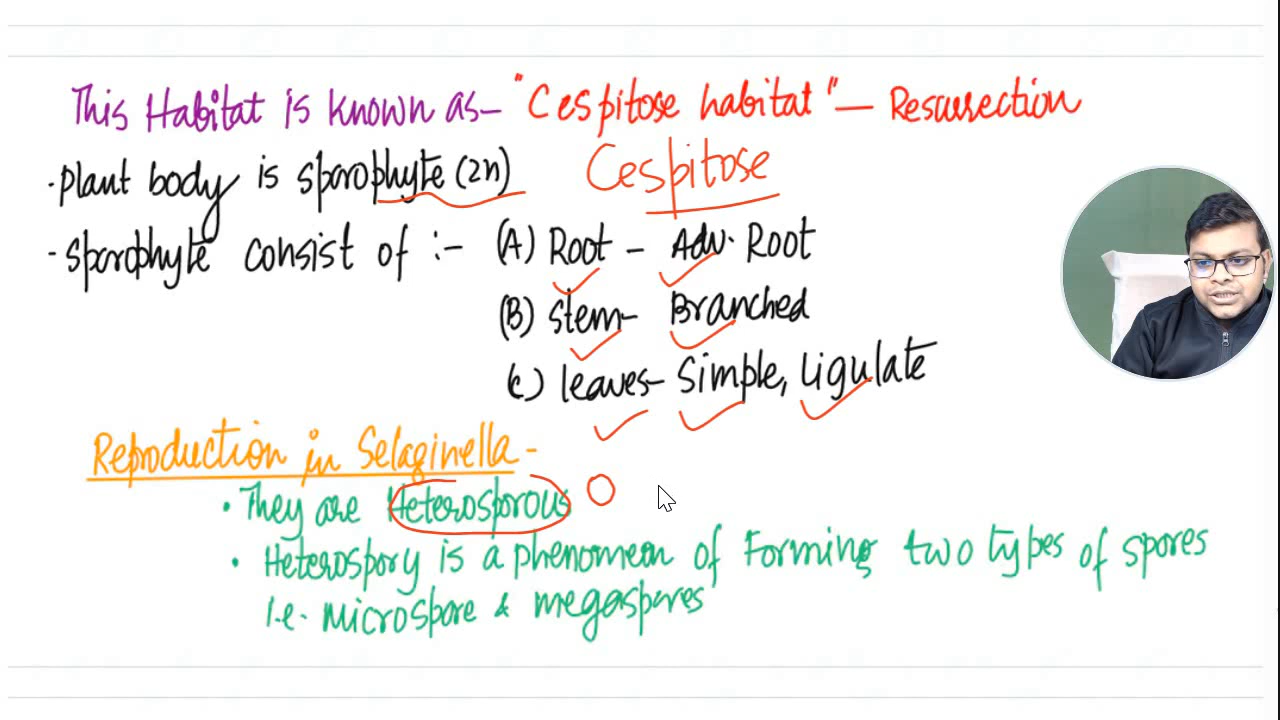 This Habitat is known as- "Cespitose habitat" - Resurrection
· plant body is sporophyte (2n) Cespitose
- Sporophyte consist of :- (A) Root - Adv. Root
(B) Stem- Branched
(C) leaves- Simple, Ligulate
Reproduction in Selaginella -
· They are Heterosporous
· Heterospory is a phenomeon of Forming two types of spores
i.e. microspore & megaspores